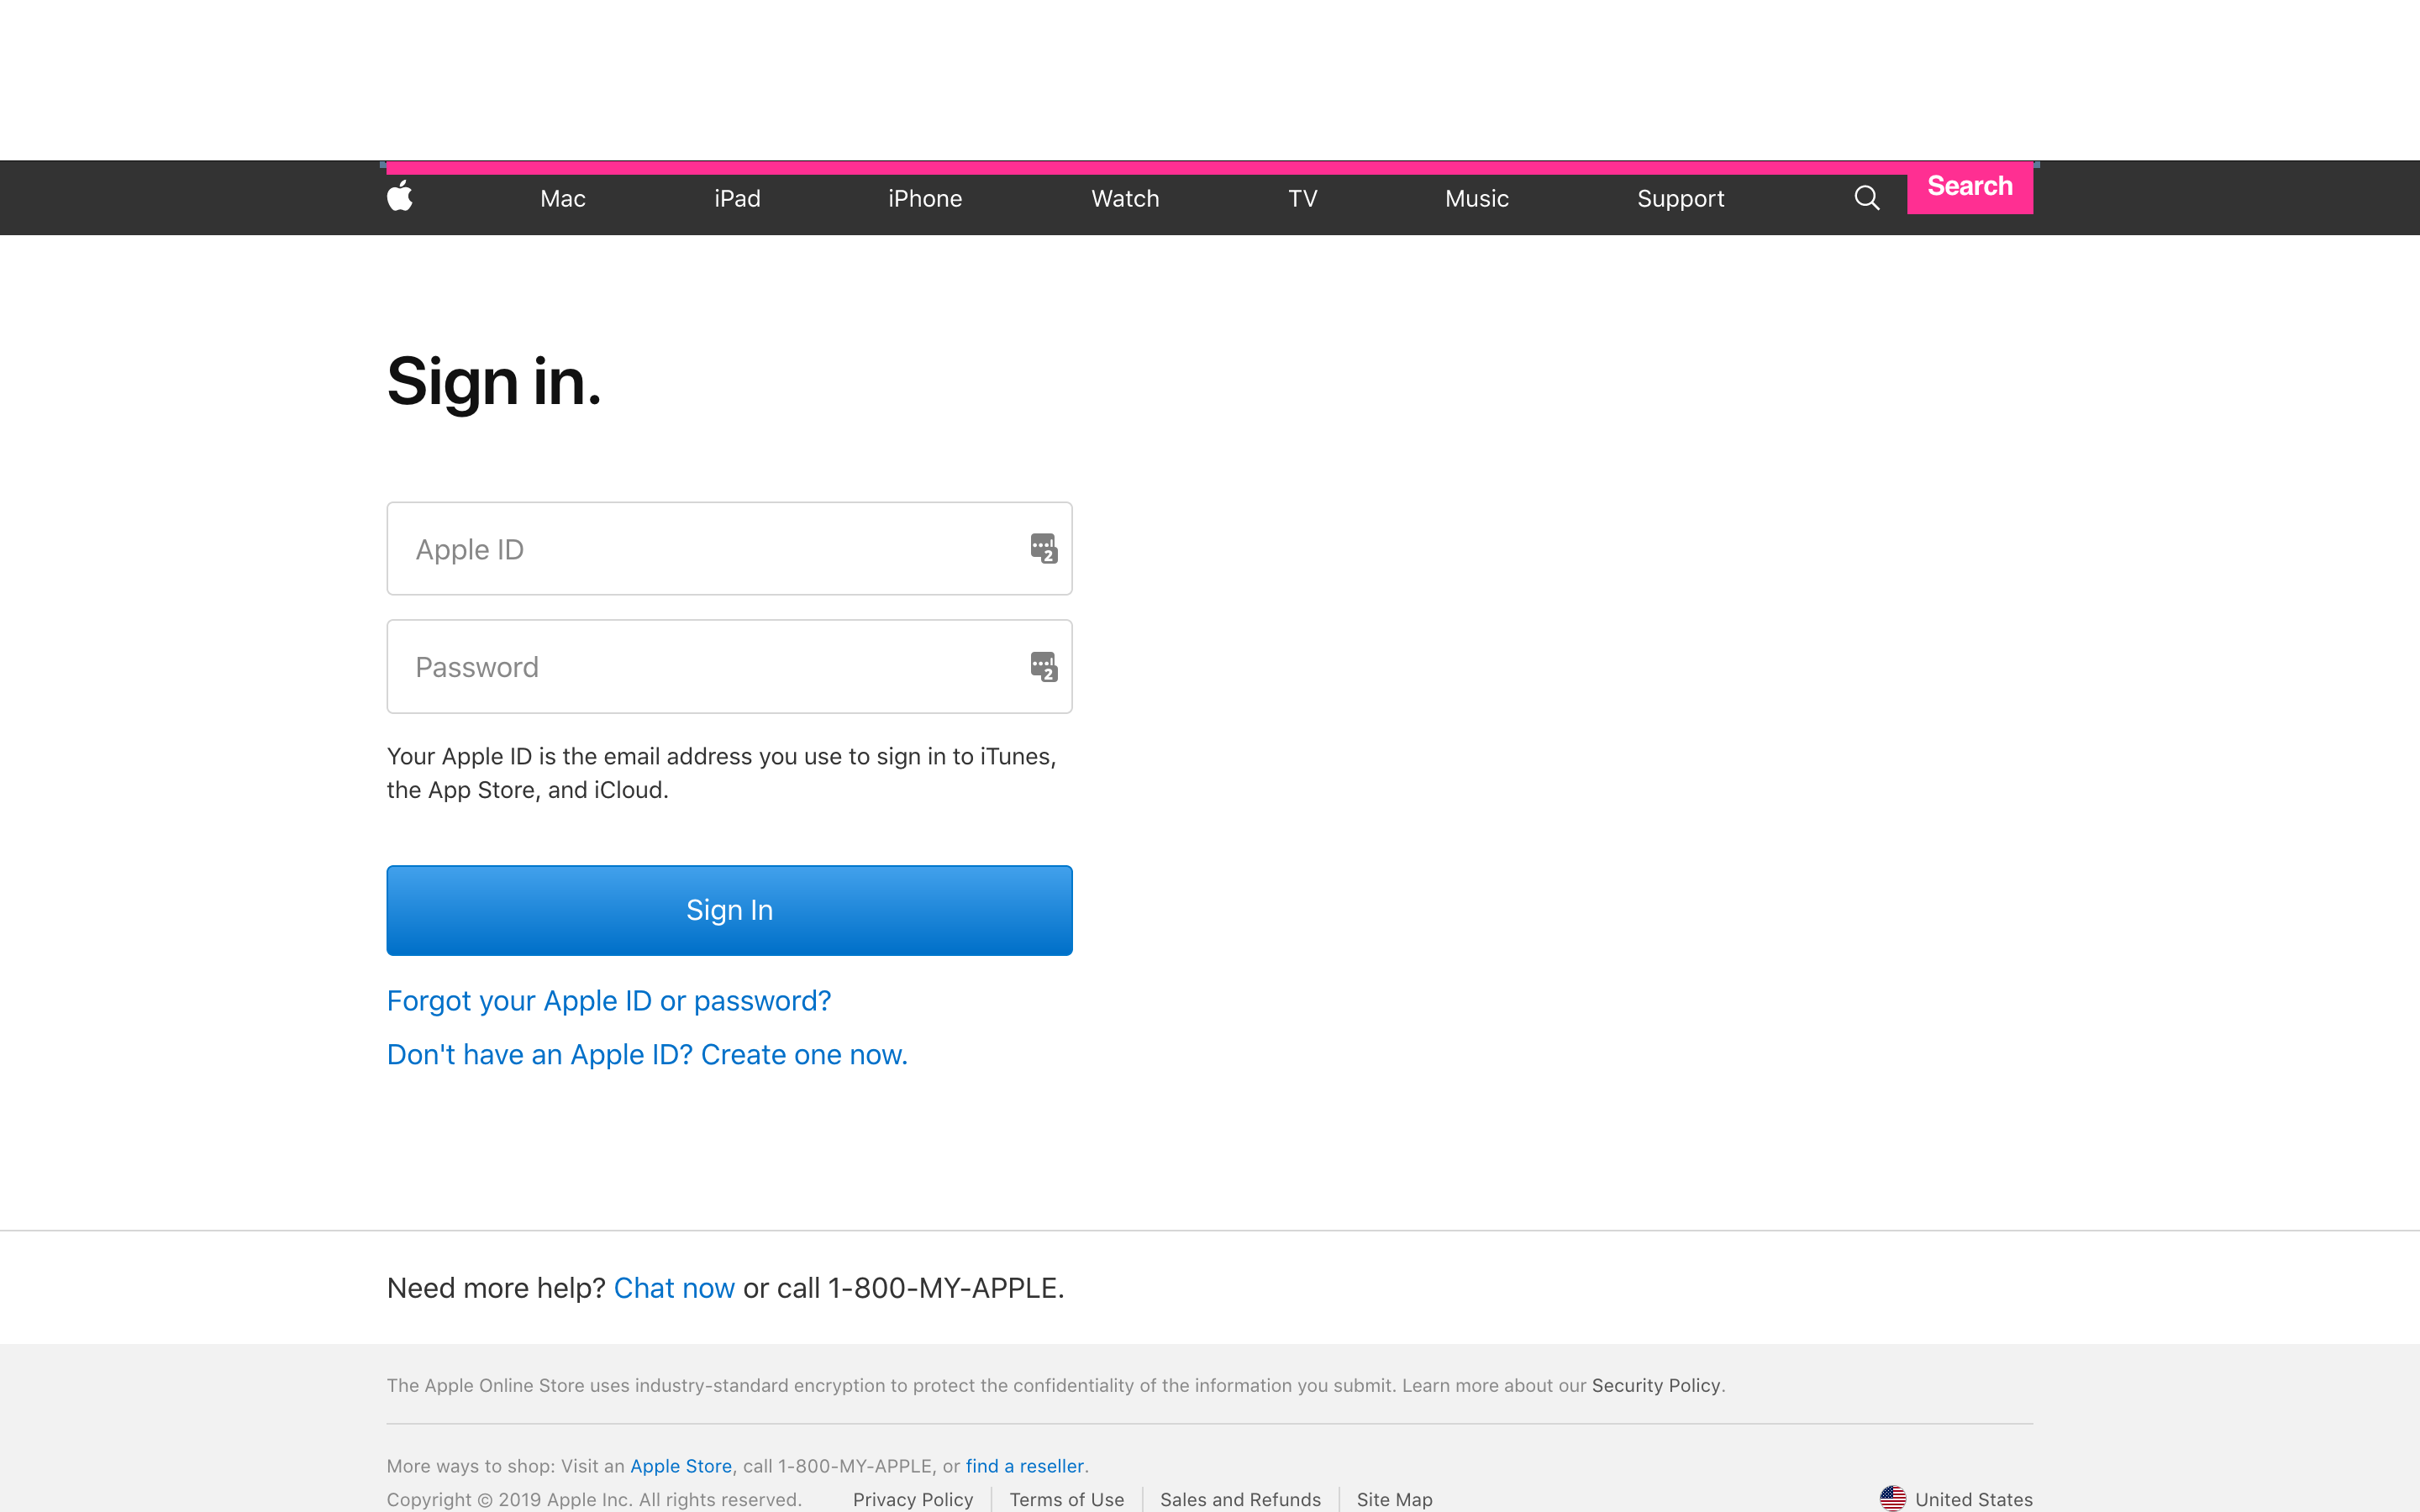 Mac iPad iPhone Watch TV Music Support Search
Sign in.
Apple ID
2
Password
2
Your Apple ID is the email address you use to sign in to iTunes,
the App Store, and iCloud.
Sign In
Forgot your Apple ID or password?
Don't have an Apple ID? Create one now.
Need more help? Chat now or call 1-800-MY-APPLE.
The Apple Online Store uses industry-standard encryption to protect the confidentiality of the information you submit. Learn more about our Security Policy.
More ways to shop: Visit an Apple Store, call 1-800-MY-APPLE, or find a reseller.
Copyright © 2019 Apple Inc. All rights reserved. Privacy Policy Terms of Use Sales and Refunds Site Map United States